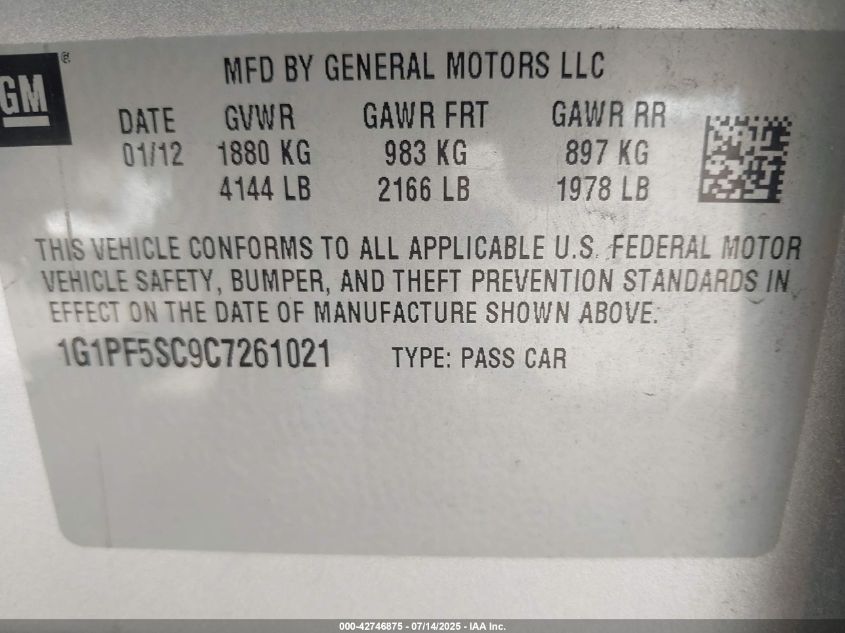 GM®
MFD BY GENERAL MOTORS LLC
DATE GVWR GAWR FRT GAWR RR
01/12 1880 KG 983 KG 897 KG
4144 LB 2166 LB 1978 LB
THIS VEHICLE CONFORMS TO ALL APPLICABLE U.S. FEDERAL MOTOR
VEHICLE SAFETY, BUMPER, AND THEFT PREVENTION STANDARDS IN
EFFECT ON THE DATE OF MANUFACTURE SHOWN ABOVE.
1G1PF5SC9C7261021 TYPE: PASS CAR
000-42746875 - 07/14/2025 - IAA Inc.